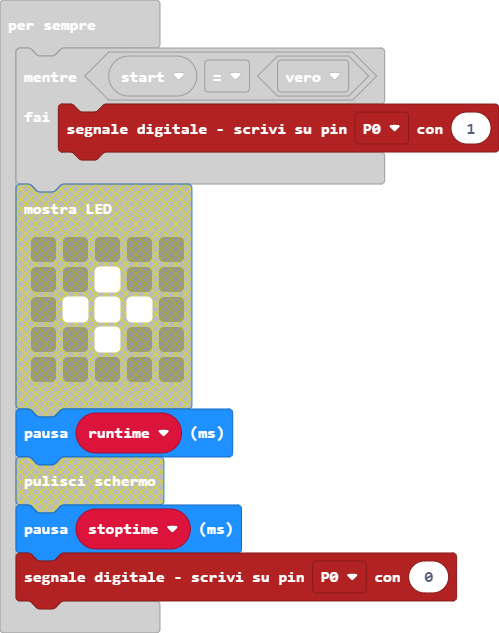 per sempre
mentre start = vero
fai segnale digitale - scrivi su pin P0 con 1
mostra LED
pausa runtime (ms)
pulisci schermo
pausa stoptime (ms)
segnale digitale - scrivi su pin P0 con 0